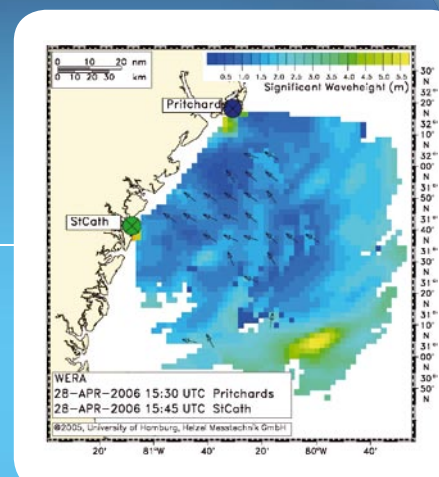 0 10 20 nm
0 10 20 30 km
0.5 1.0 1.5 2.0 2.5 3.0 3.5 4.0 4.5 5.0 5.5
Significant Waveheight (m)
Pritchard
StCath
30'
N
20'
N
32° 10'
N
32° 00'
N
31° 50'
N
31° 40'
N
31° 30'
N
31° 20'
N
31° 10'
N
31° 00'
N
30° 50'
N
WERA
28-APR-2006 15:30 UTC Pritchards
28-APR-2006 15:45 UTC StCath
©2005, University of Hamburg, Helzel Messtechnik GmbH
20' 81°W 40' 20' 80°W 40'